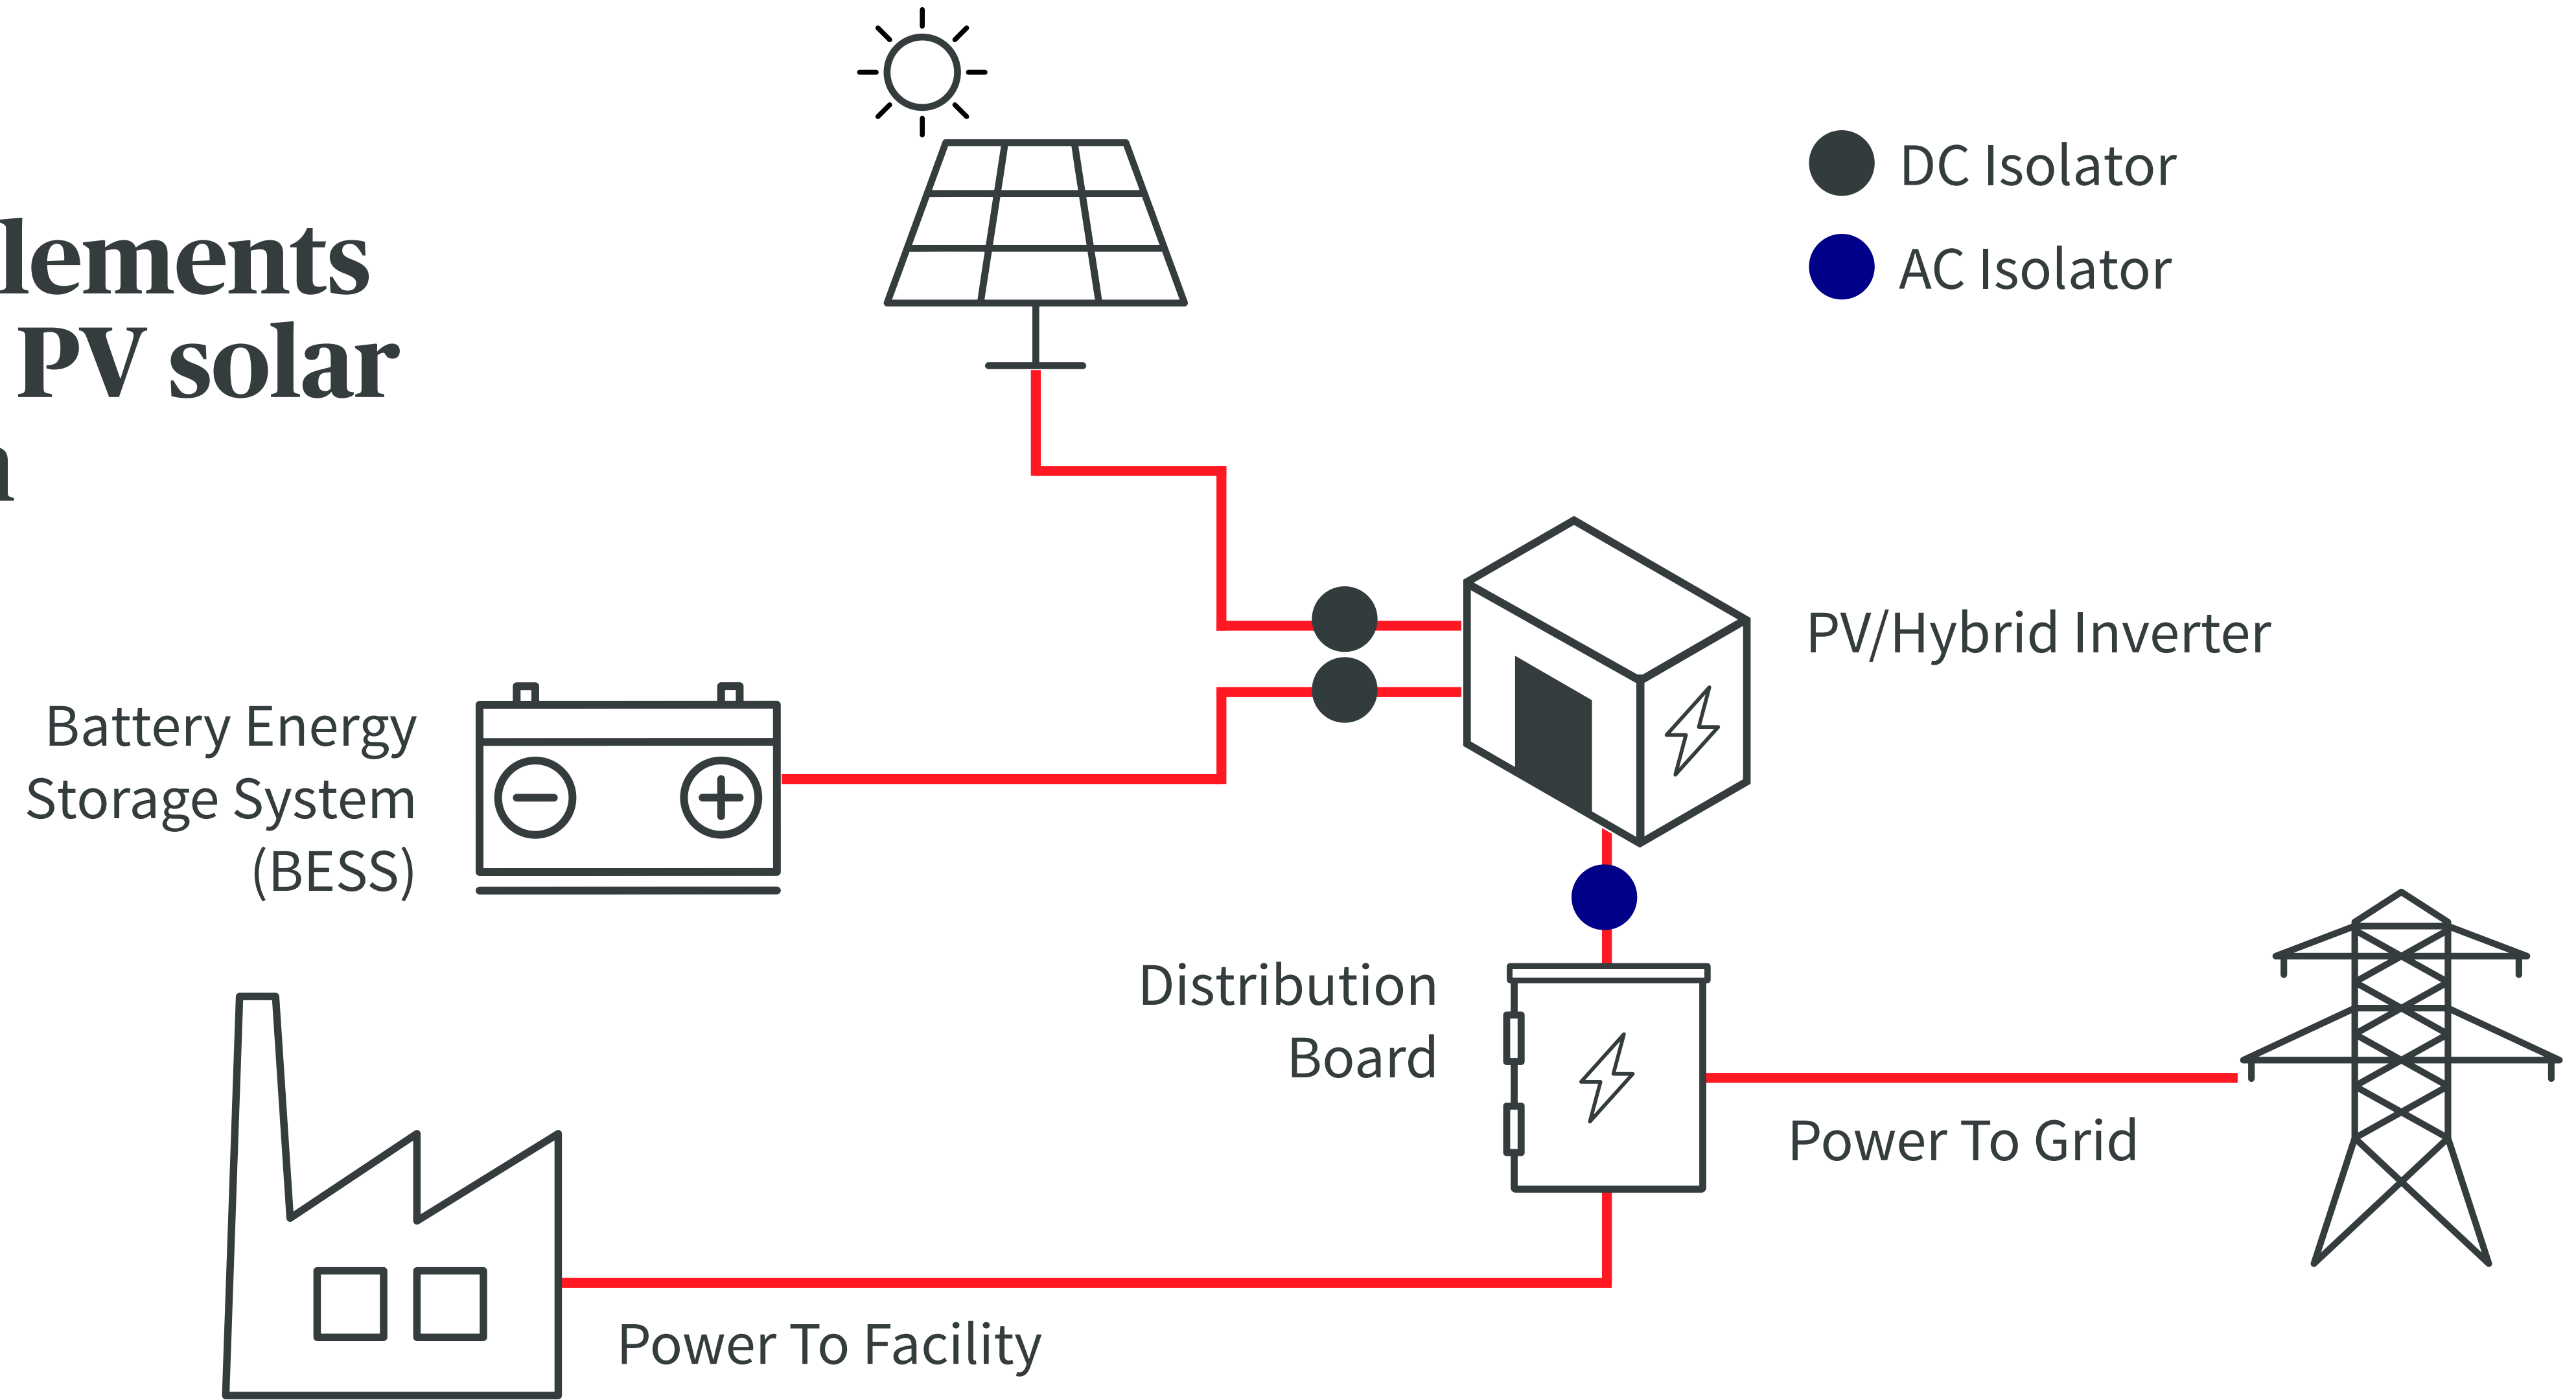 lements
PV solar
DC Isolator
AC Isolator
PV/Hybrid Inverter
Battery Energy
Storage System
(BESS)
Distribution
Board
Power To Grid
Power To Facility